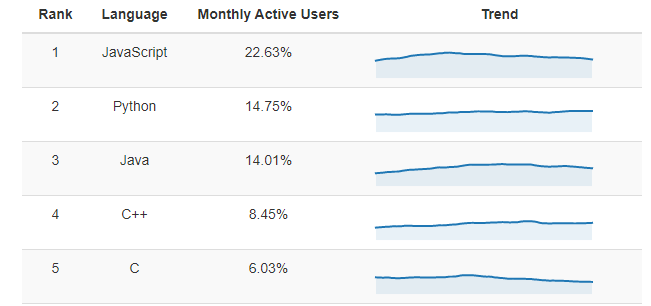 Rank Language Monthly Active Users Trend
1 JavaScript 22.63%
2 Python 14.75%
3 Java 14.01%
4 C++ 8.45%
5 C 6.03%